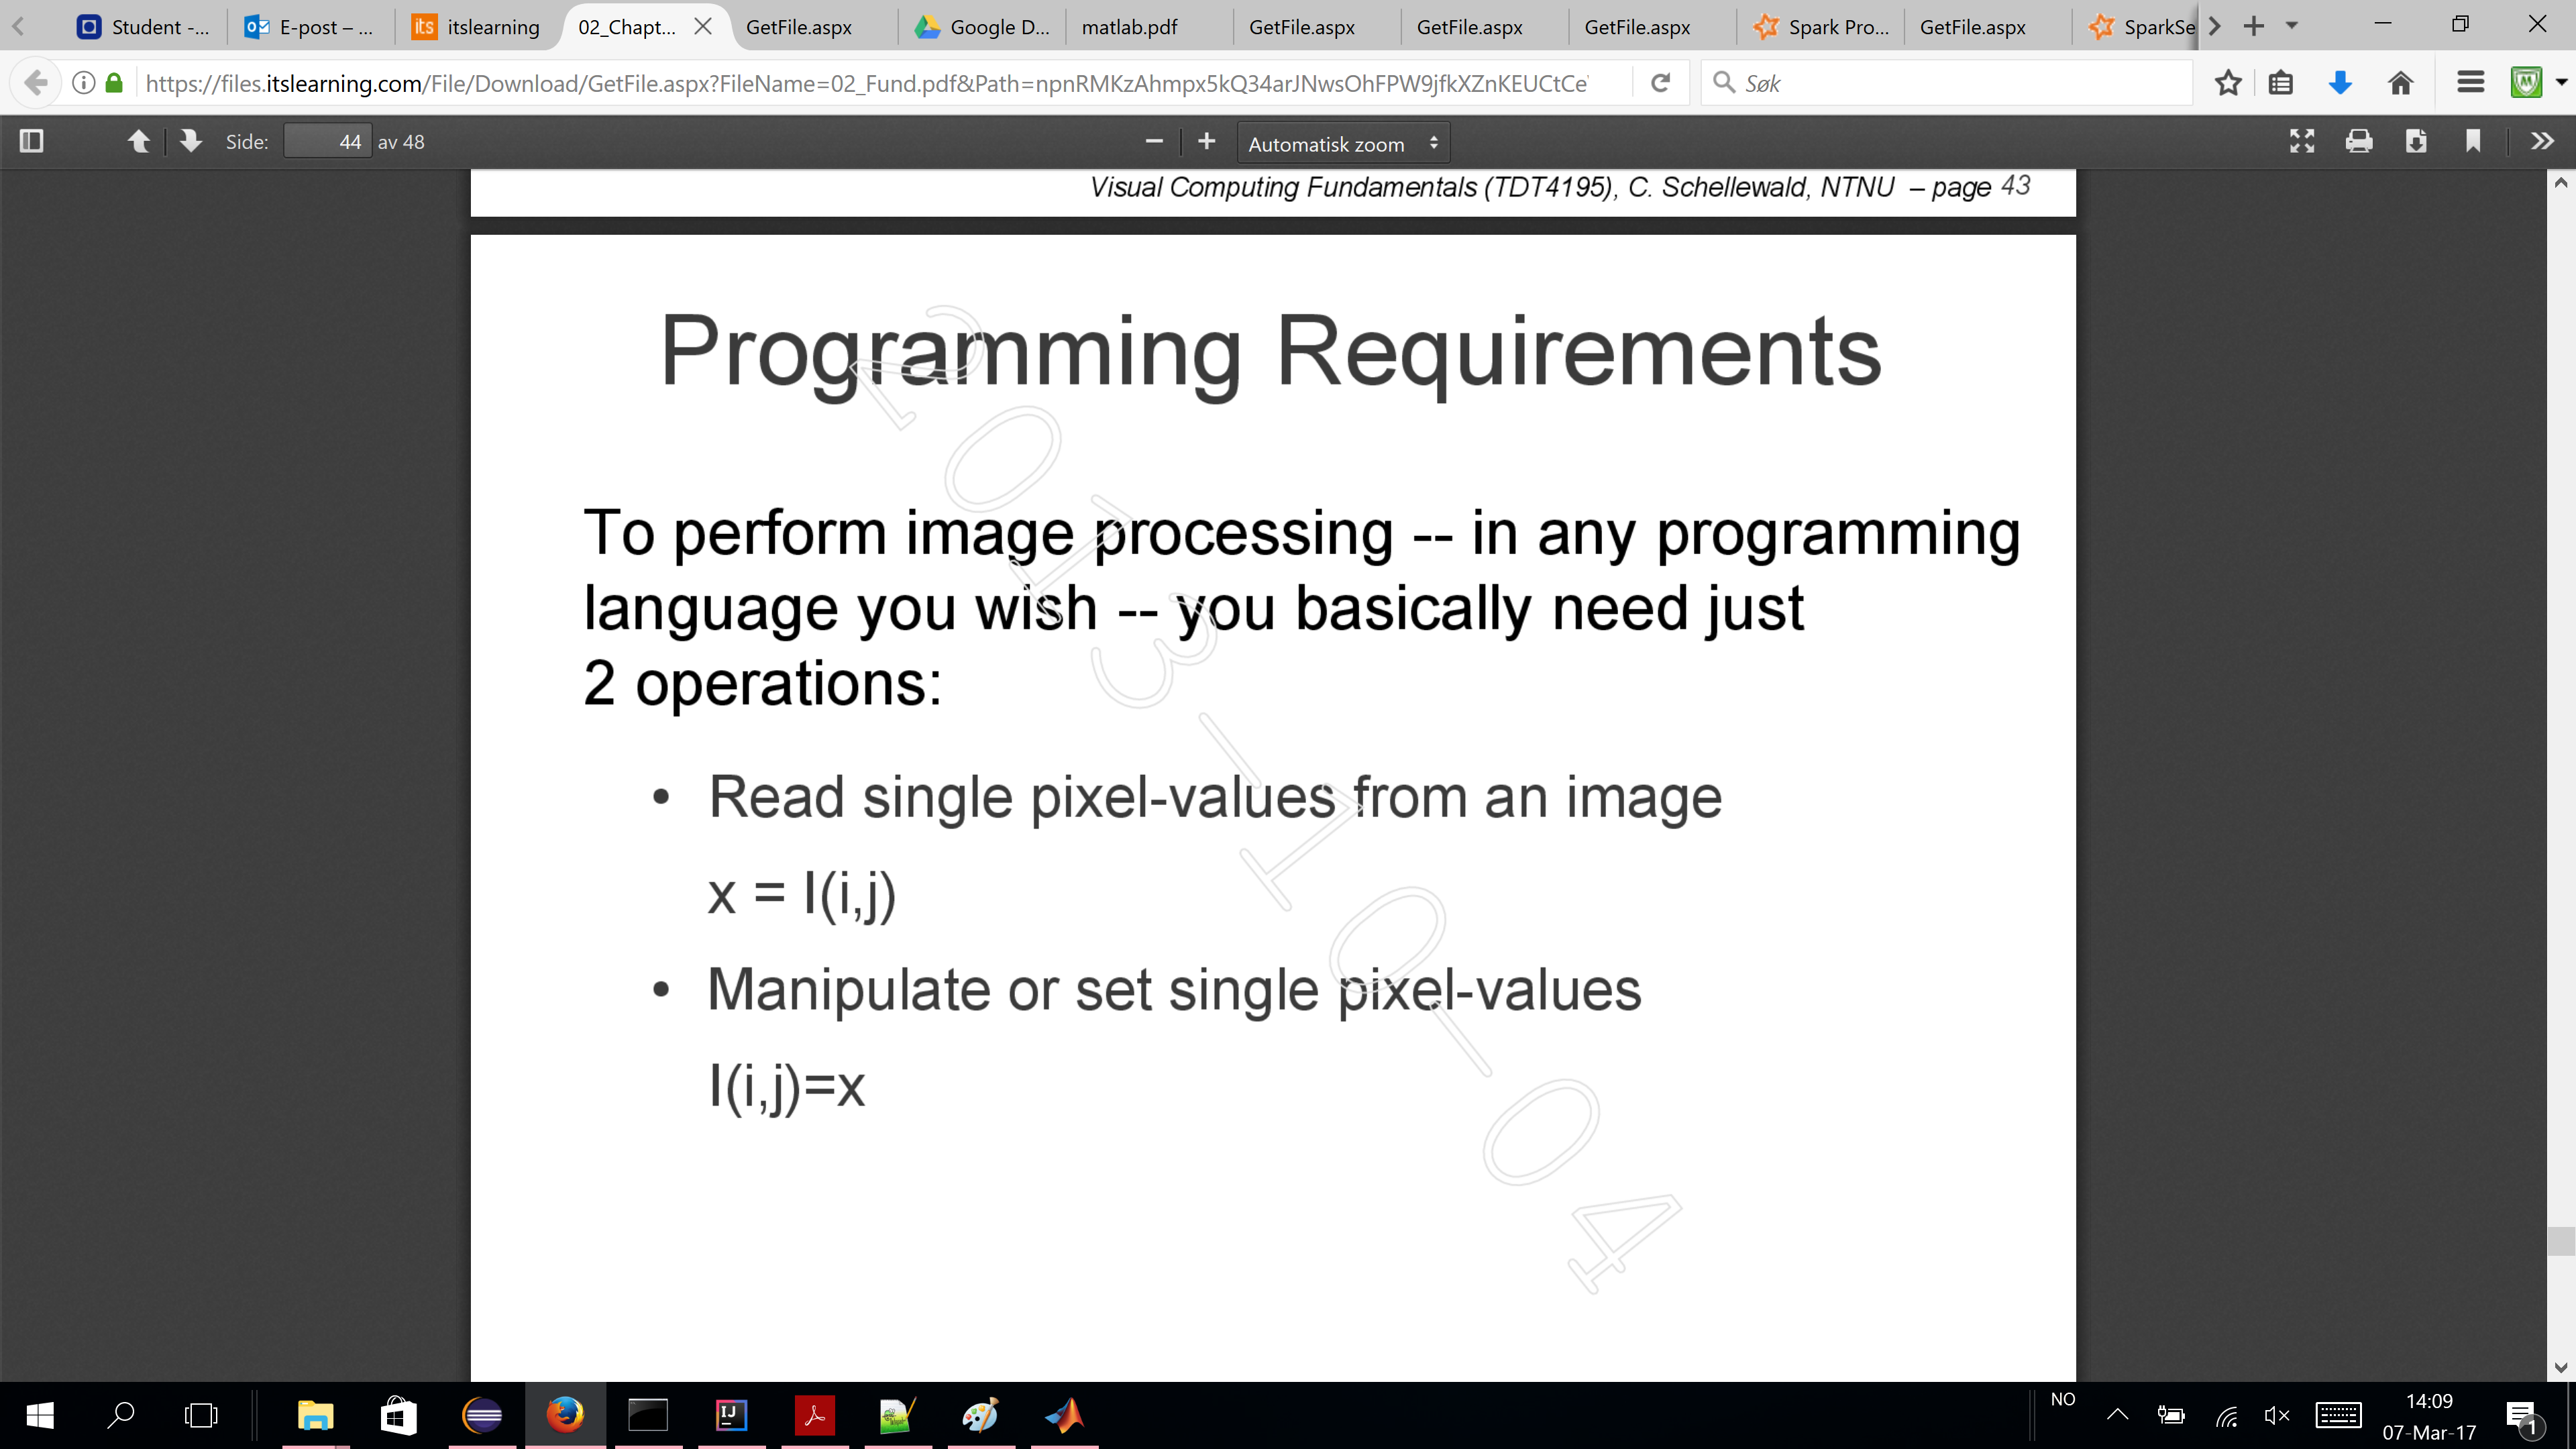 Student -...
E-post – ...
itslearning
02_Chapt...
GetFile.aspx
Google D...
matlab.pdf
GetFile.aspx
GetFile.aspx
GetFile.aspx
Spark Pro...
GetFile.aspx
SparkSe
https://files.itslearning.com/File/Download/GetFile.aspx?FileName=02_Fund.pdf&Path=npnRMKzAhmpx5kQ34arJNwsOhFPW9jfkXZnKEUCtCe
Søk
Side: 44 av 48
Automatisk zoom
Visual Computing Fundamentals (TDT4195), C. Schellewald, NTNU – page 43
Programming Requirements
To perform image processing -- in any programming
language you wish -- you basically need just
2 operations:
• Read single pixel-values from an image
x = I(i,j)
• Manipulate or set single pixel-values
I(i,j)=x
2013-10-04
NO
14:09
07-Mar-17
1